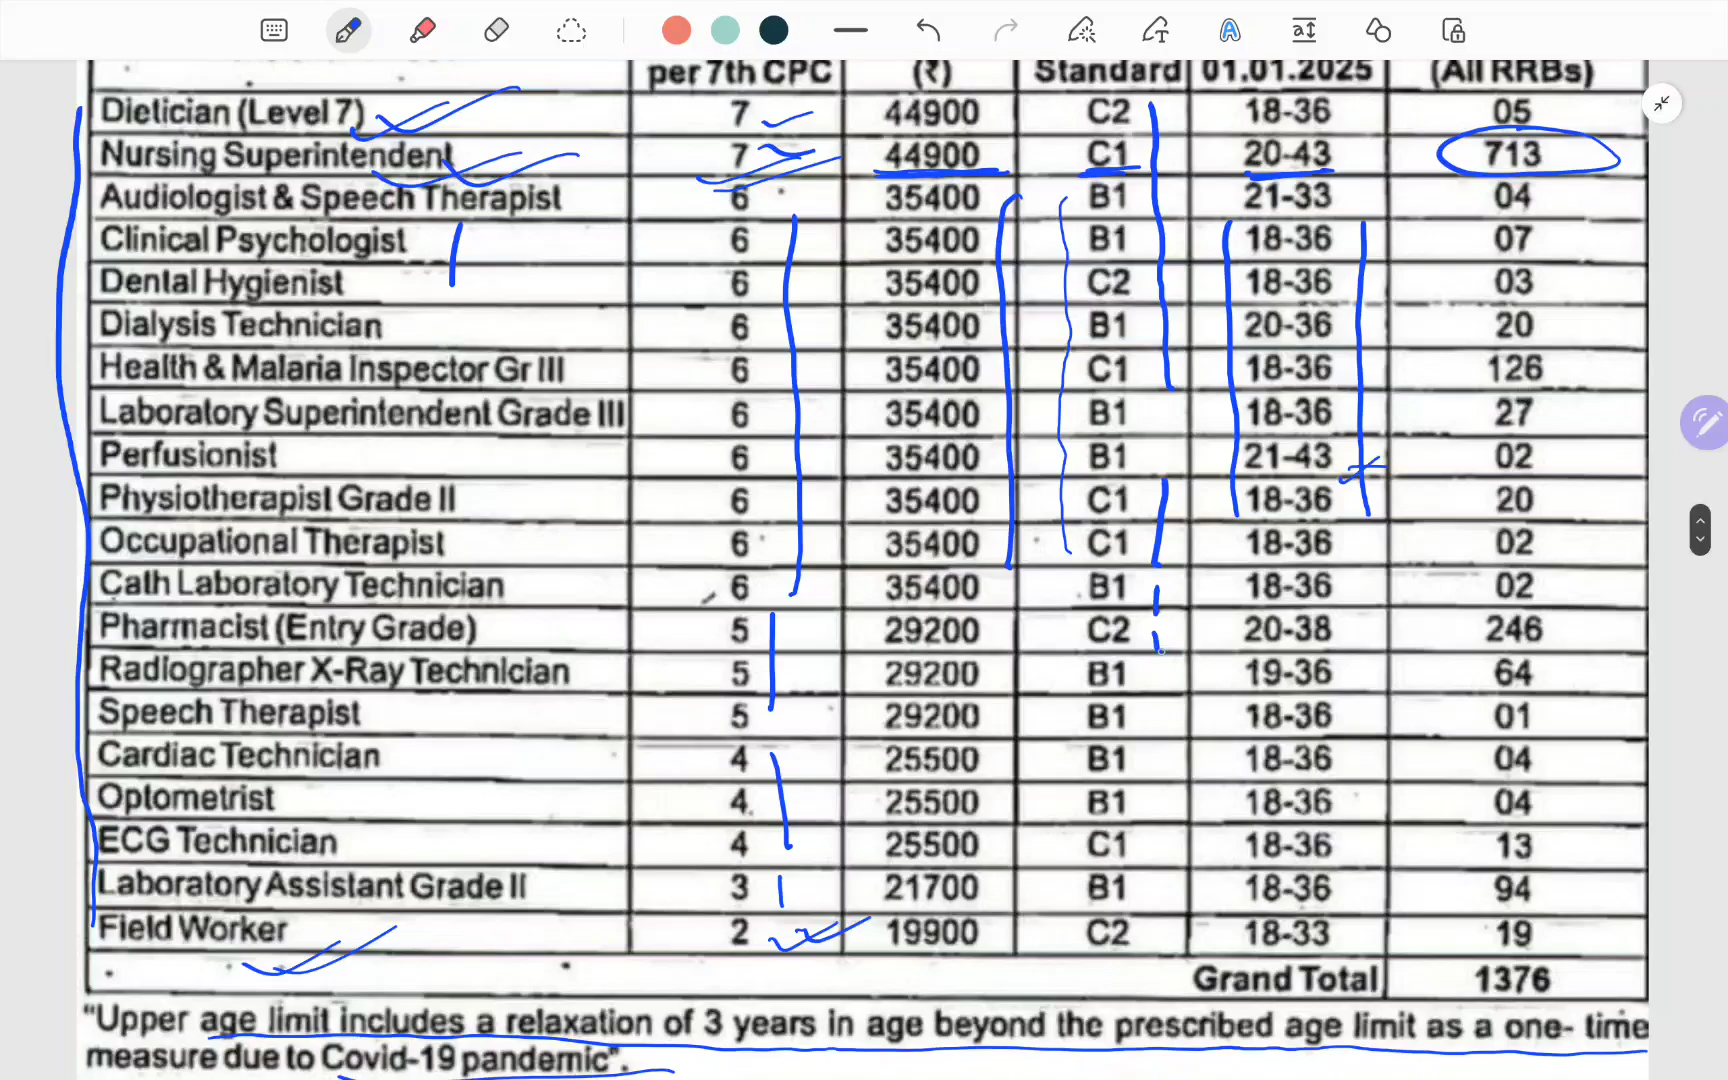 per 7th CPC (₹) Standard 01.01.2025 (All RRBs)
Dietician (Level 7) 7 44900 C2 18-36 05
Nursing Superintendent 7 44900 C1 20-43 713
Audiologist & Speech Therapist 6 35400 B1 21-33 04
Clinical Psychologist 6 35400 B1 18-36 07
Dental Hygienist 6 35400 C2 18-36 03
Dialysis Technician 6 35400 B1 20-36 20
Health & Malaria Inspector Gr III 6 35400 C1 18-36 126
Laboratory Superintendent Grade III 6 35400 B1 18-36 27
Perfusionist 6 35400 B1 21-43 02
Physiotherapist Grade II 6 35400 C1 18-36 20
Occupational Therapist 6 35400 C1 18-36 02
Cath Laboratory Technician 6 35400 B1 18-36 02
Pharmacist (Entry Grade) 5 29200 C2 20-38 246
Radiographer X-Ray Technician 5 29200 B1 19-36 64
Speech Therapist 5 29200 B1 18-36 01
Cardiac Technician 4 25500 B1 18-36 04
Optometrist 4 25500 B1 18-36 04
ECG Technician 4 25500 C1 18-36 13
Laboratory Assistant Grade II 3 21700 B1 18-36 94
Field Worker 2 19900 C2 18-33 19
Grand Total 1376
"Upper age limit includes a relaxation of 3 years in age beyond the prescribed age limit as a one- time
measure due to Covid-19 pandemic".